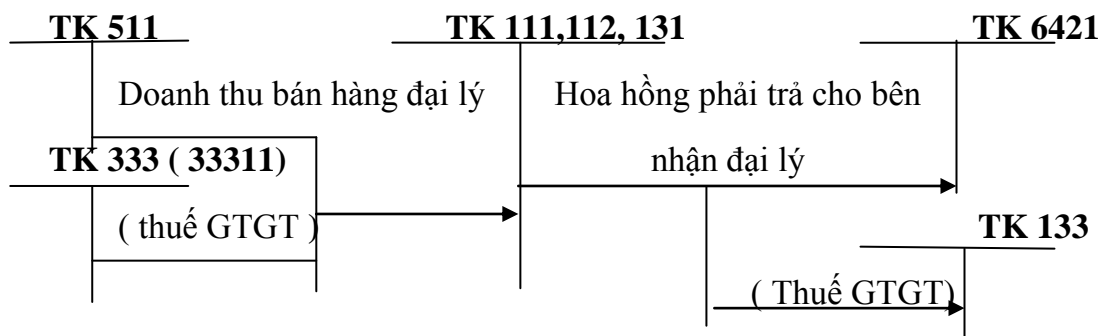 TK 511
TK 111,112, 131
TK 6421
Doanh thu bán hàng đại lý
Hoa hồng phải trả cho bên
nhận đại lý
TK 333 ( 33311)
( thuế GTGT )
TK 133
( Thuế GTGT)